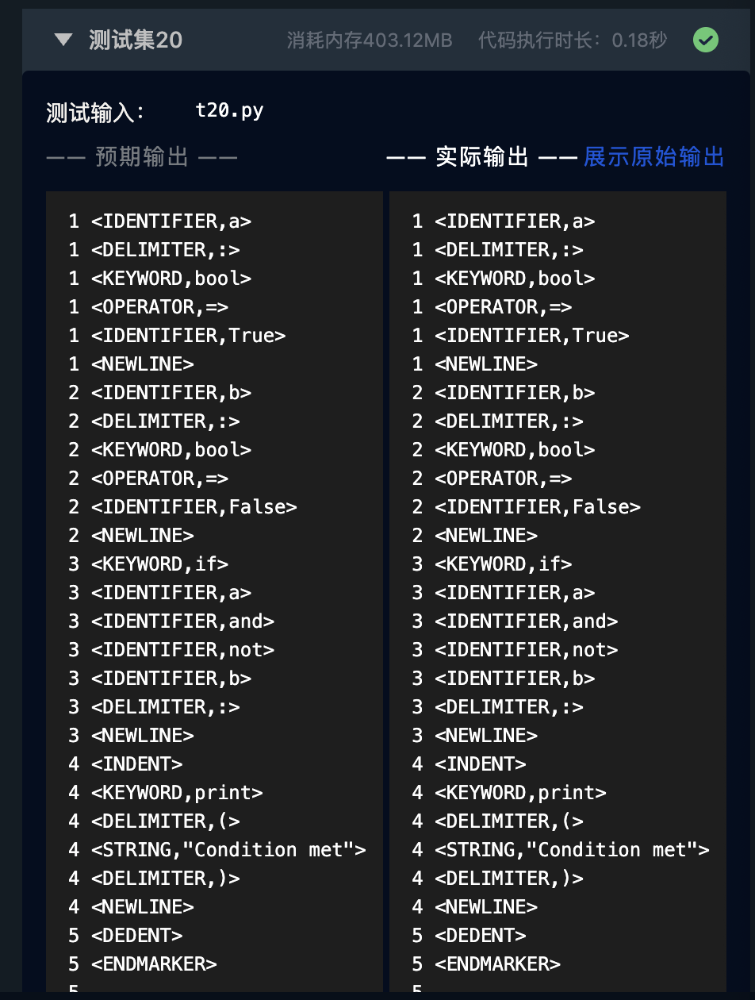 测试集20 消耗内存403.12MB 代码执行时长：0.18秒
测试输入： t20.py
—— 预期输出 —— —— 实际输出 —— 展示原始输出
1 <IDENTIFIER,a> 1 <IDENTIFIER,a>
1 <DELIMITER,:> 1 <DELIMITER,:>
1 <KEYWORD,bool> 1 <KEYWORD,bool>
1 <OPERATOR,=> 1 <OPERATOR,=>
1 <IDENTIFIER,True> 1 <IDENTIFIER,True>
1 <NEWLINE> 1 <NEWLINE>
2 <IDENTIFIER,b> 2 <IDENTIFIER,b>
2 <DELIMITER,:> 2 <DELIMITER,:>
2 <KEYWORD,bool> 2 <KEYWORD,bool>
2 <OPERATOR,=> 2 <OPERATOR,=>
2 <IDENTIFIER,False> 2 <IDENTIFIER,False>
2 <NEWLINE> 2 <NEWLINE>
3 <KEYWORD,if> 3 <KEYWORD,if>
3 <IDENTIFIER,a> 3 <IDENTIFIER,a>
3 <IDENTIFIER,and> 3 <IDENTIFIER,and>
3 <IDENTIFIER,not> 3 <IDENTIFIER,not>
3 <IDENTIFIER,b> 3 <IDENTIFIER,b>
3 <DELIMITER,:> 3 <DELIMITER,:>
3 <NEWLINE> 3 <NEWLINE>
4 <INDENT> 4 <INDENT>
4 <KEYWORD,print> 4 <KEYWORD,print>
4 <DELIMITER,(> 4 <DELIMITER,(>
4 <STRING,"Condition met"> 4 <STRING,"Condition met">
4 <DELIMITER,)> 4 <DELIMITER,)>
4 <NEWLINE> 4 <NEWLINE>
5 <DEDENT> 5 <DEDENT>
5 <ENDMARKER> 5 <ENDMARKER>
5 5